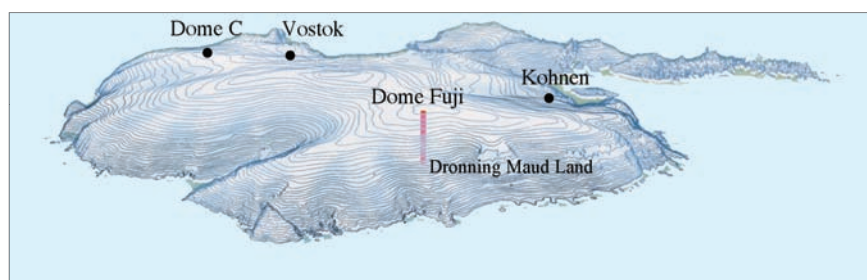 Dome C
Vostok
Kohnen
Dome Fuji
Dronning Maud Land